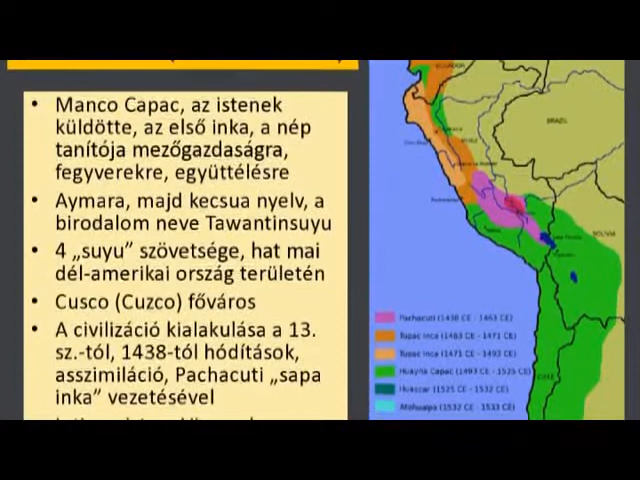 • Manco Capac, az istenek
küldötte, az első inka, a nép
tanítója mezőgazdaságra,
fegyverekre, együttélésre
• Aymara, majd kecsua nyelv, a
birodalom neve Tawantinsuyu
• 4 „suyu” szövetsége, hat mai
dél-amerikai ország területén
• Cusco (Cuzco) főváros
• A civilizáció kialakulása a 13.
sz.-tól, 1438-tól hódítások,
asszimiláció, Pachacuti „sapa
inka” vezetésével
ECUADOR
BRAZIL
BOLIVIA
CHILE
Pachacuti (1438 CE - 1463 CE)
Tupac Inca (1463 CE - 1471 CE)
Tupac Inca (1471 CE - 1493 CE)
Huayna Capac (1493 CE - 1525 CE)
Huascar (1525 CE - 1532 CE)
Atahualpa (1532 CE - 1533 CE)